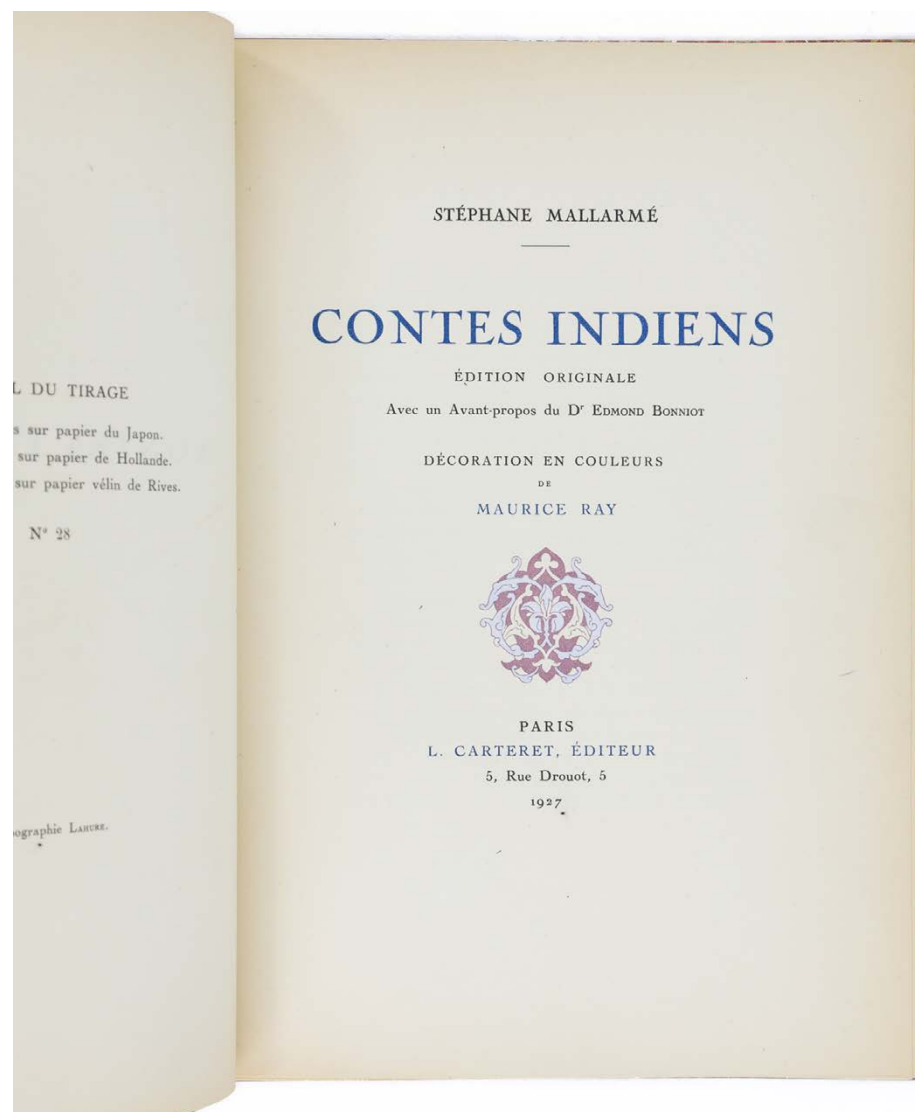 L DU TIRAGE
s sur papier du Japon.
sur papier de Hollande.
sur papier vélin de Rives.
N° 28
ographie LAHURE.
STÉPHANE MALLARMÉ
CONTES INDIENS
ÉDITION ORIGINALE
Avec un Avant-propos du Dr EDMOND BONNIOT
DÉCORATION EN COULEURS
DE
MAURICE RAY
PARIS
L. CARTERET, ÉDITEUR
5, Rue Drouot, 5
1927